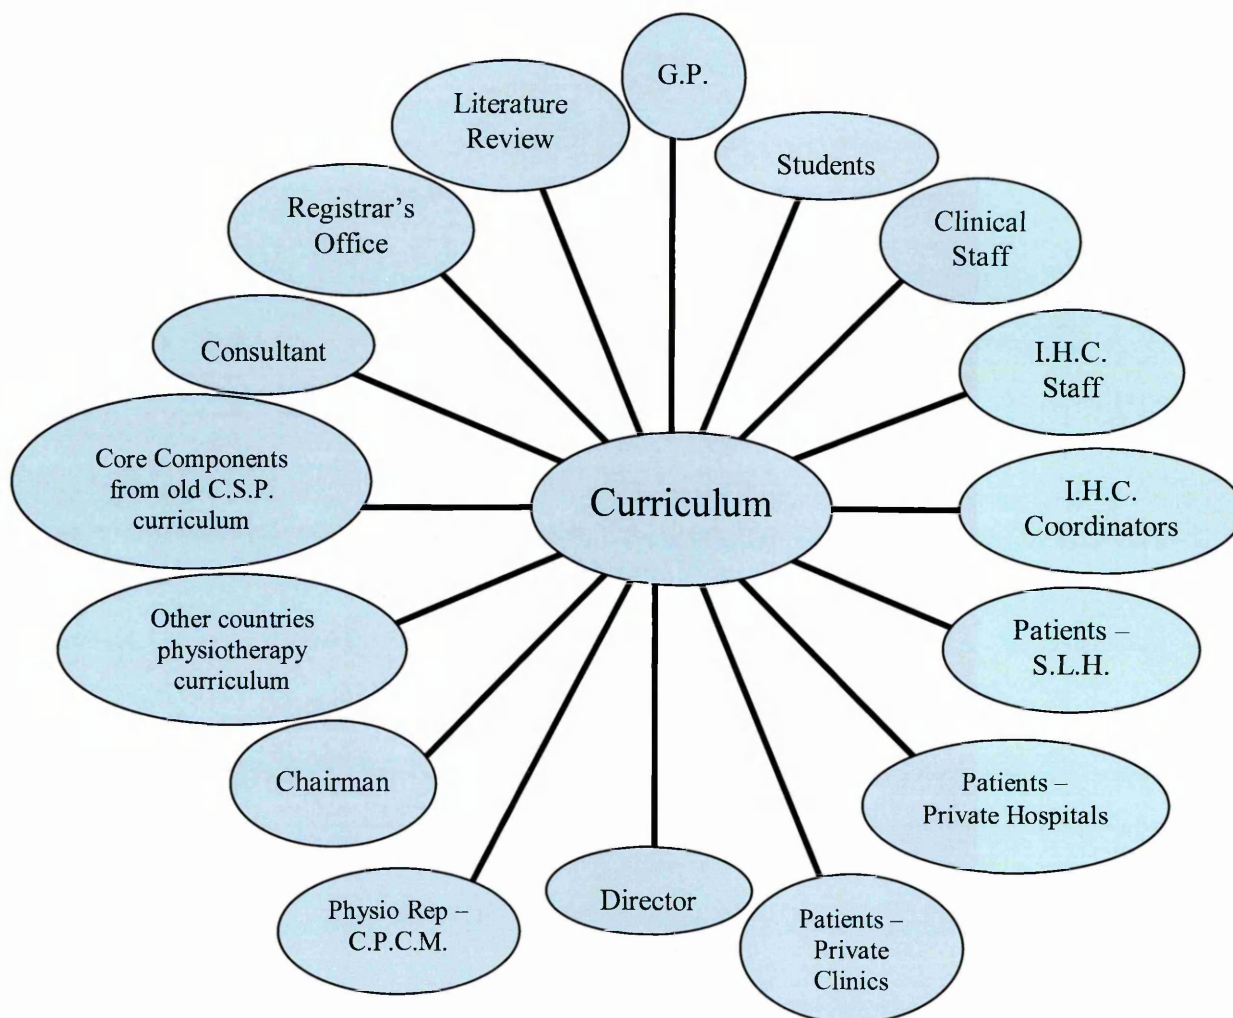 G.P.
Literature
Review
Students
Registrar's
Office
Clinical
Staff
Consultant
I.H.C.
Staff
Core Components
from old C.S.P.
curriculum
Curriculum
I.H.C.
Coordinators
Other countries
physiotherapy
curriculum
Patients –
S.L.H.
Chairman
Patients –
Private Hospitals
Physio Rep –
C.P.C.M.
Director
Patients –
Private
Clinics